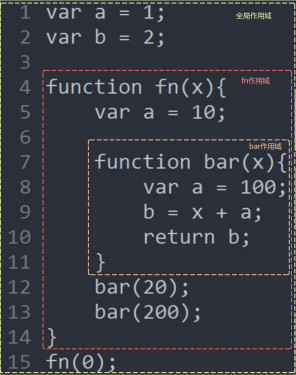 全局作用域
1 var a = 1;
2 var b = 2;
3
fn作用域
4 function fn(x){
5 var a = 10;
6
bar作用域
7 function bar(x){
8 var a = 100;
9 b = x + a;
10 return b;
11 }
12 bar(20);
13 bar(200);
14 }
15 fn(0);